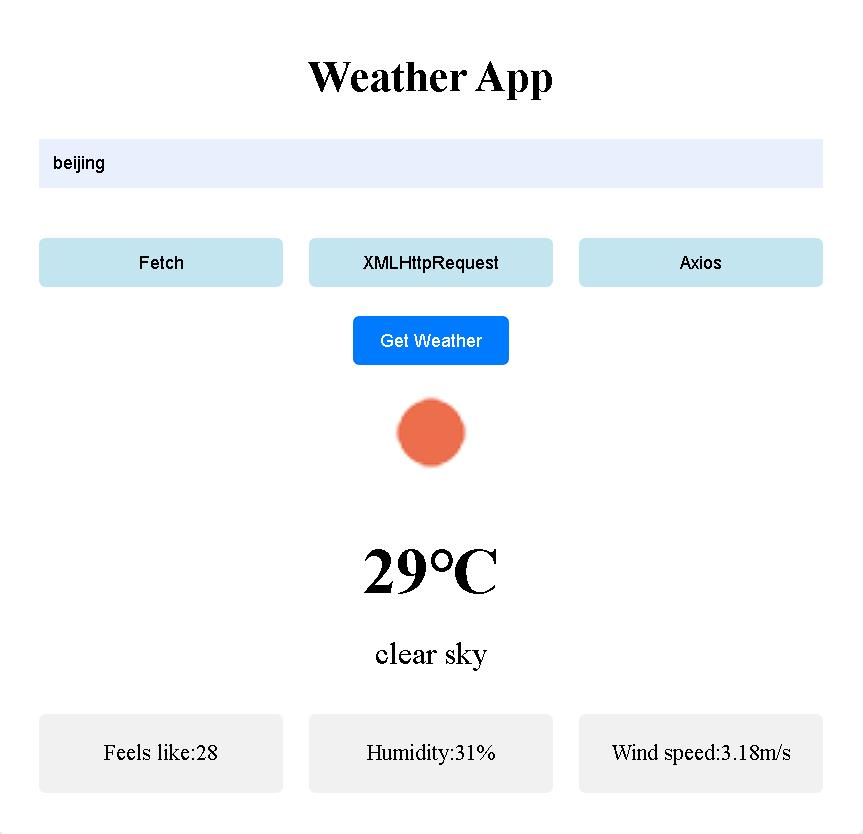 Weather App
beijing
Fetch
XMLHttpRequest
Axios
Get Weather
29°C
clear sky
Feels like:28
Humidity:31%
Wind speed:3.18m/s